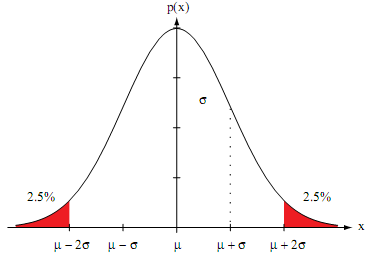 p(x)
σ
2.5%
2.5%
x
μ − 2σ
μ − σ
μ
μ + σ
μ + 2σ